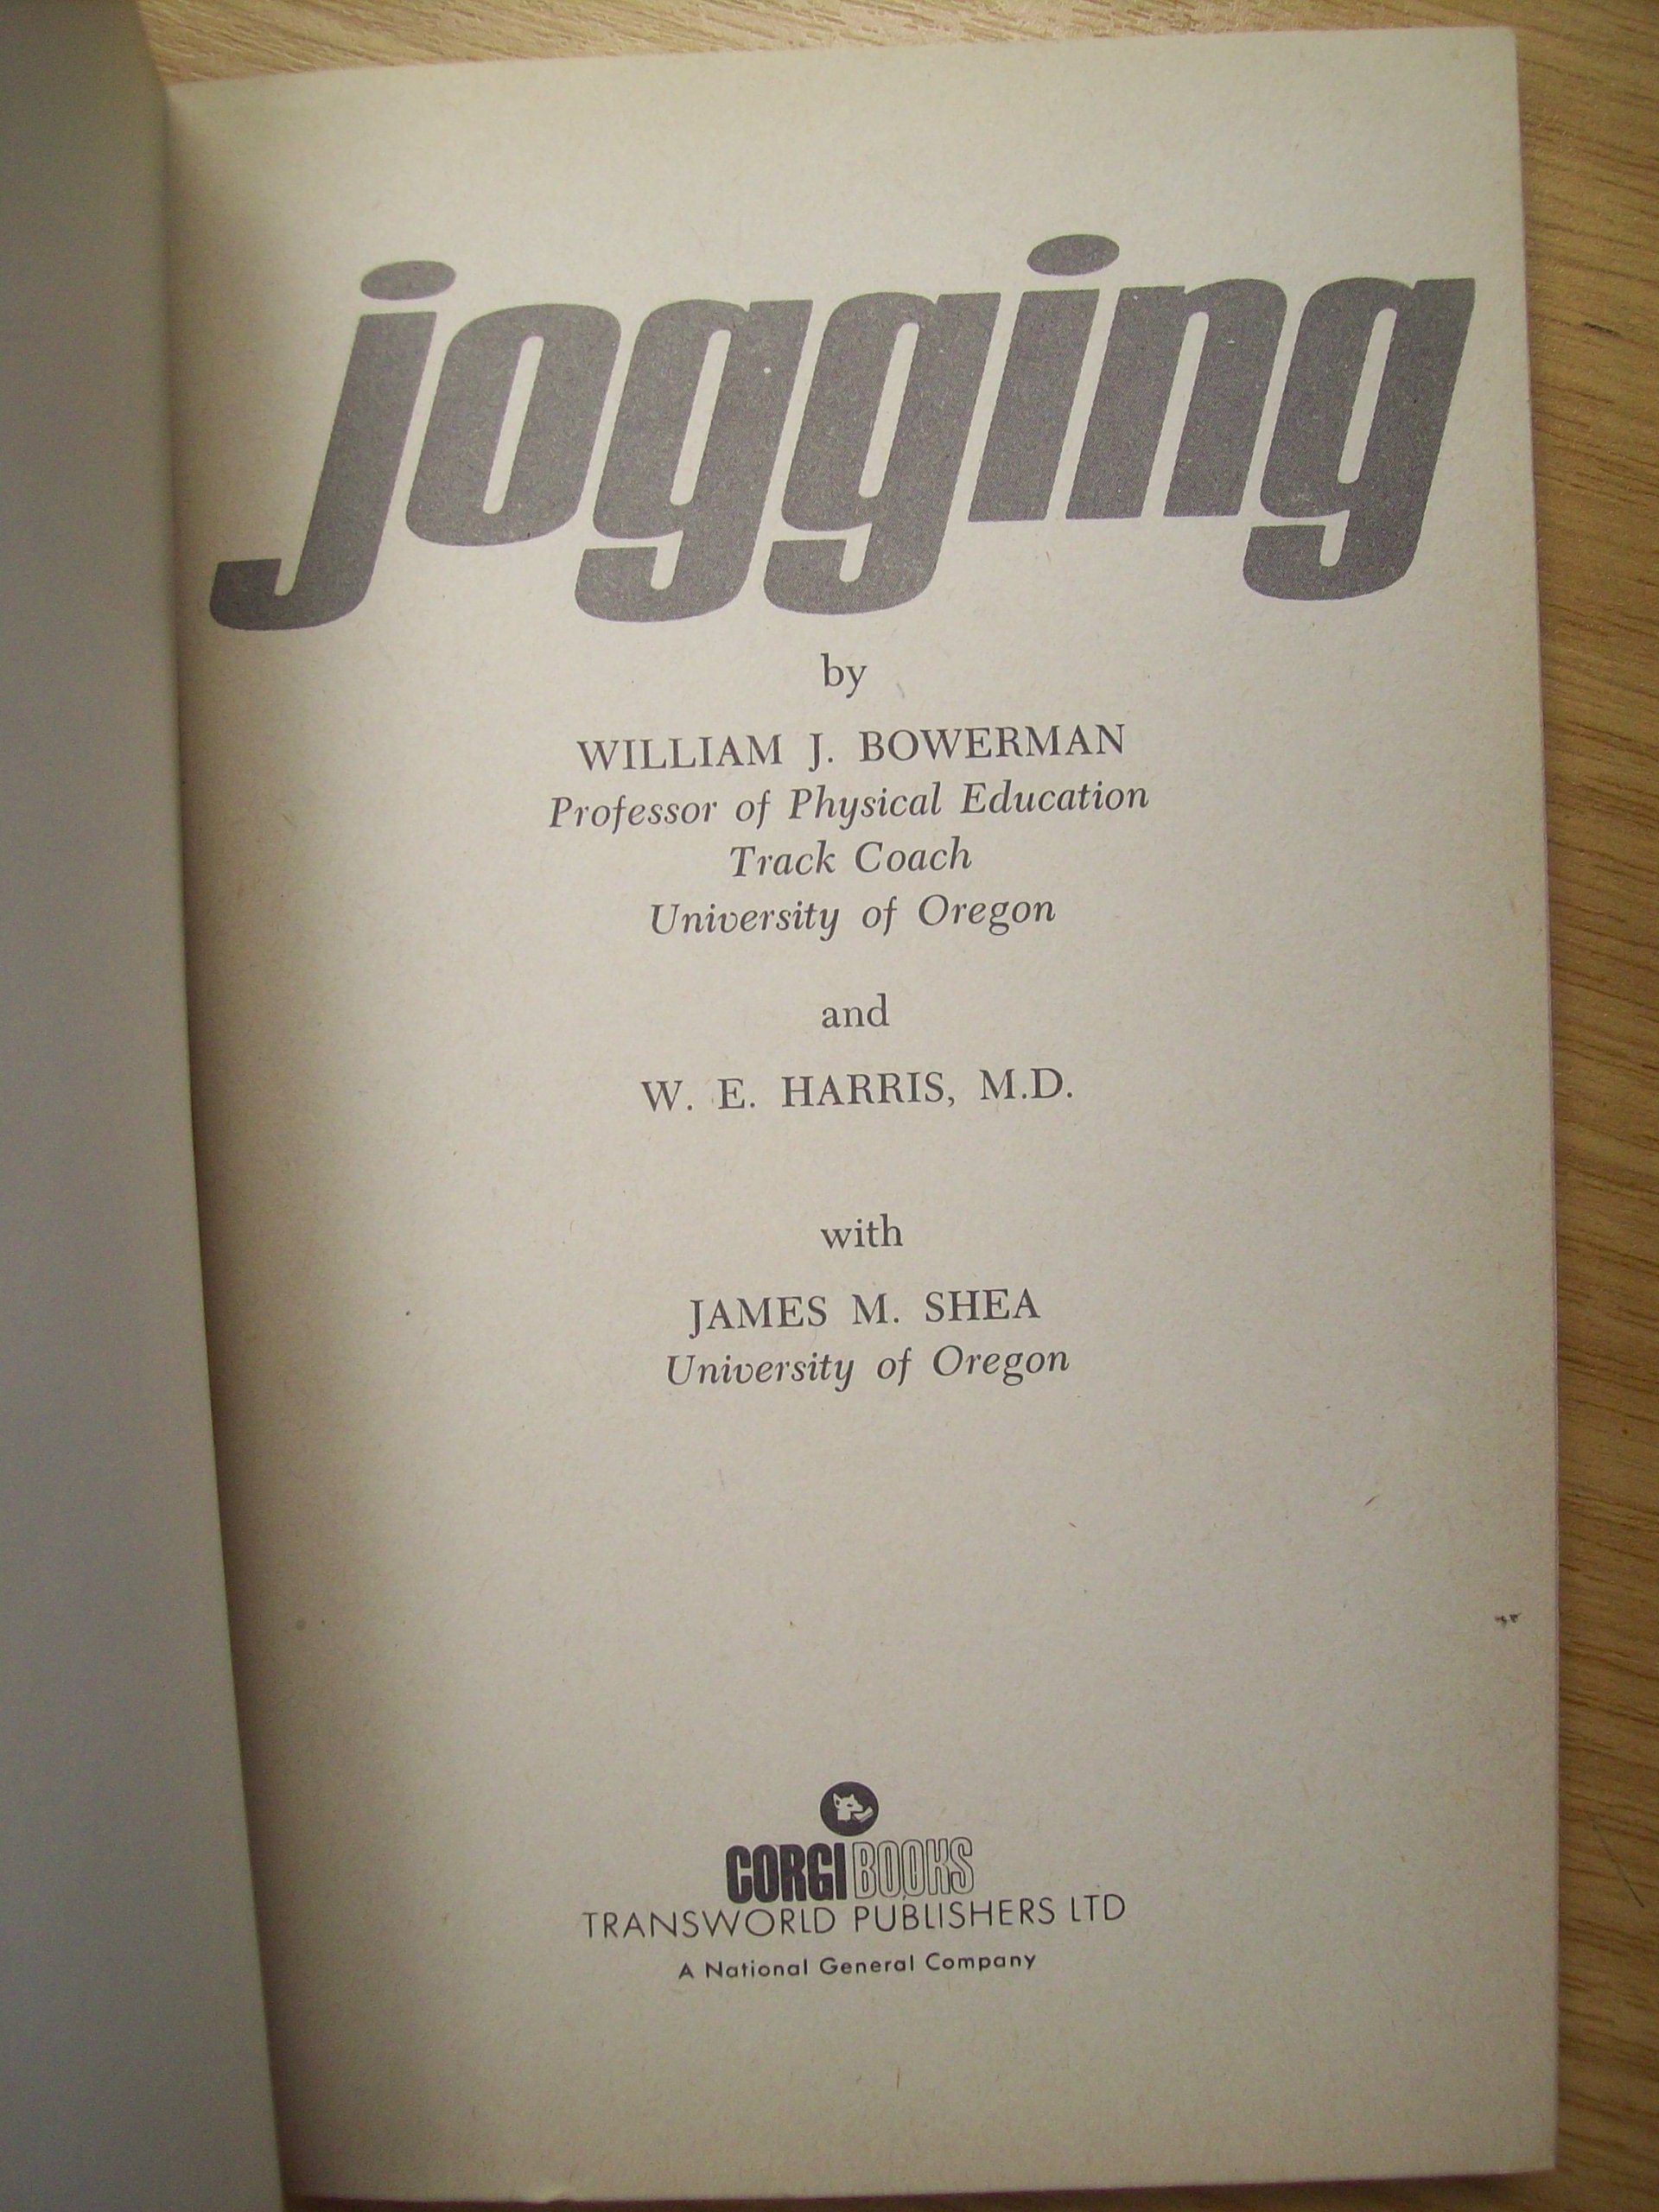 jogging
by
WILLIAM J. BOWERMAN
Professor of Physical Education
Track Coach
University of Oregon
and
W. E. HARRIS, M.D.
with
JAMES M. SHEA
University of Oregon
CORGI BOOKS
TRANSWORLD PUBLISHERS LTD
A National General Company